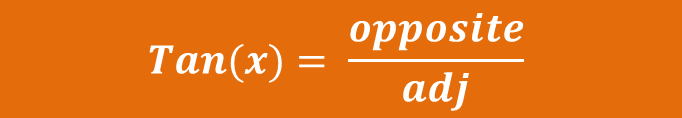 Tan(x) = opposite
adj